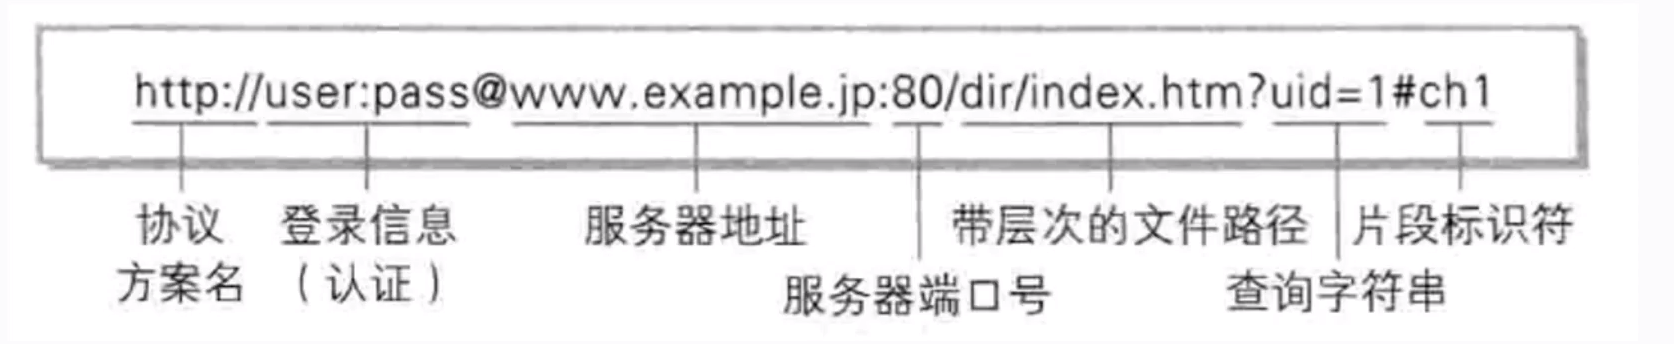 http://user:pass@www.example.jp:80/dir/index.htm?uid=1#ch1
协议
方案名
登录信息
（认证）
服务器地址
服务器端口号
带层次的文件路径
查询字符串
片段标识符